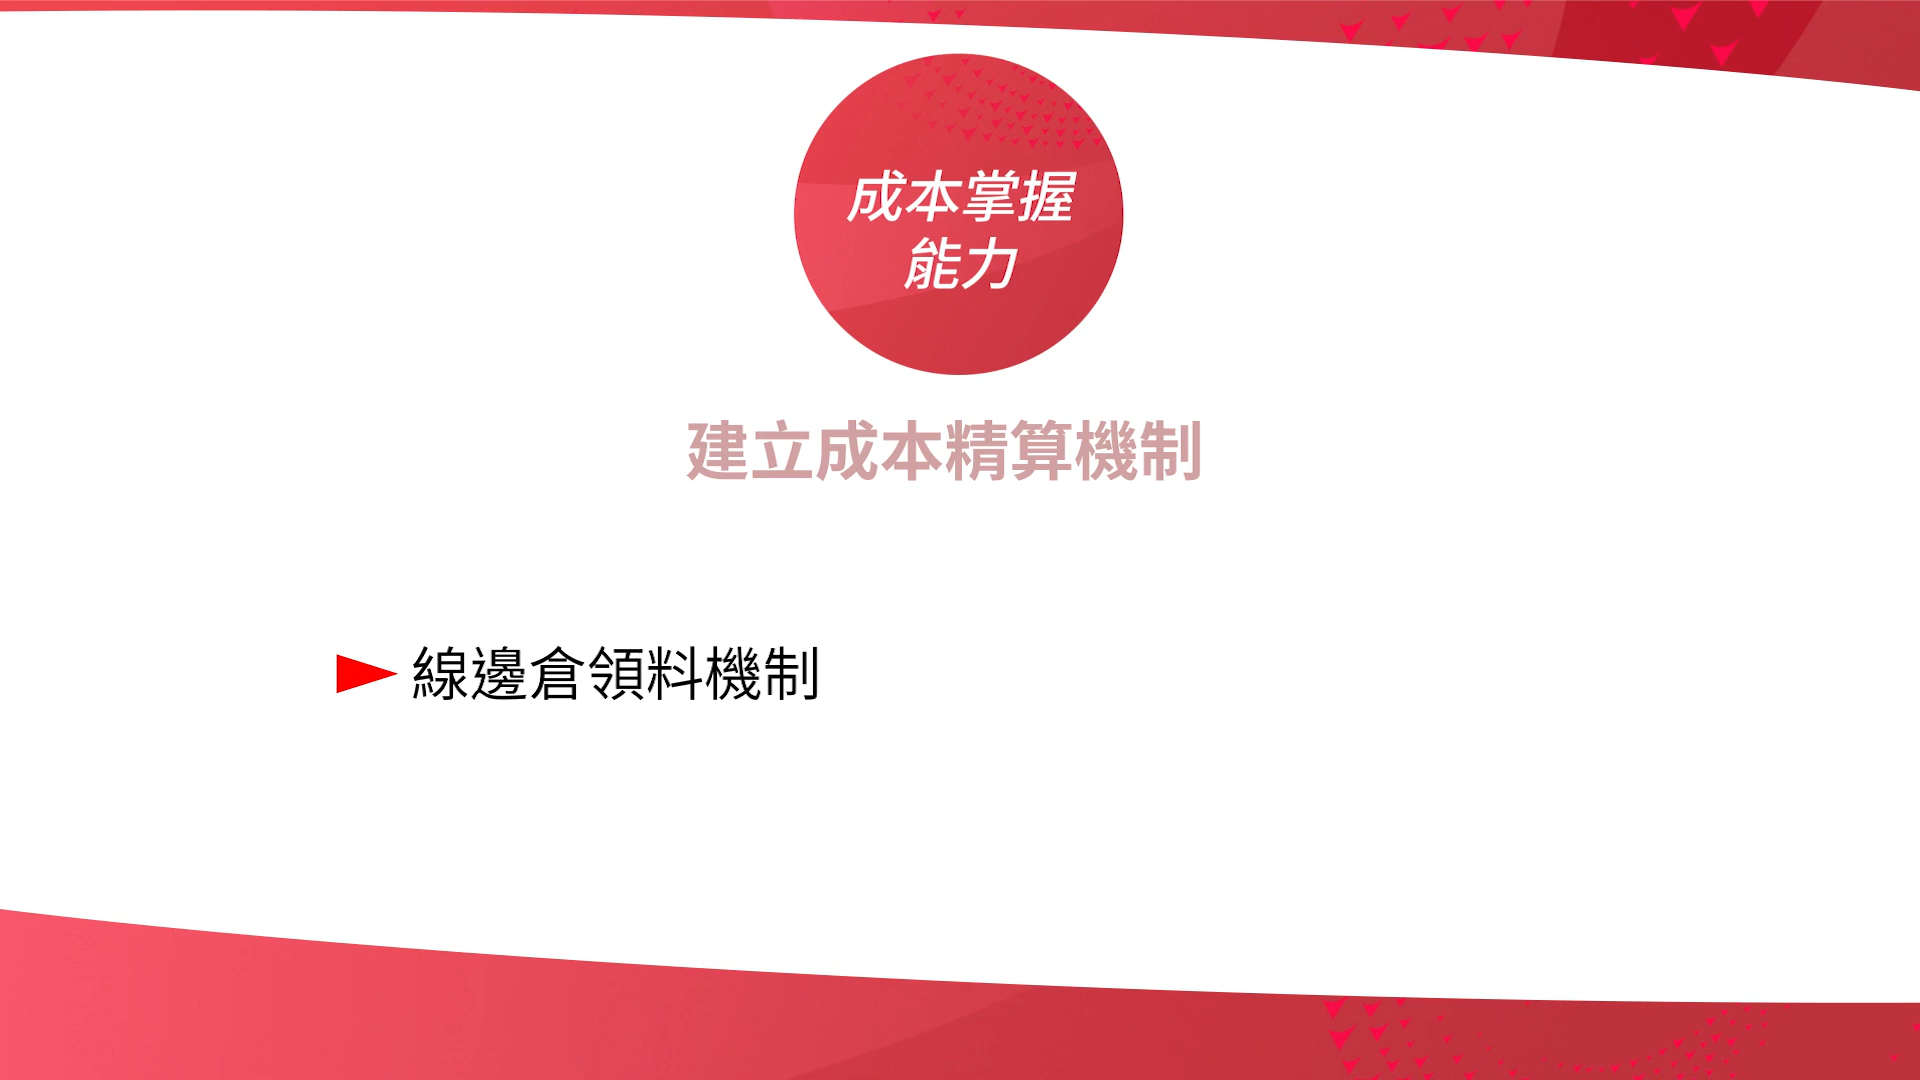 成本掌握
能力
建立成本精算機制
線邊倉領料機制